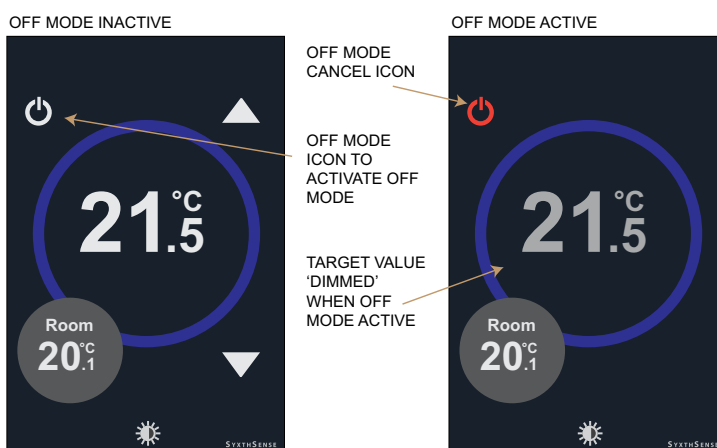 OFF MODE INACTIVE
21.5 °C
Room
20.1 °C
SYXTHSENSE
OFF MODE
CANCEL ICON
OFF MODE
ICON TO
ACTIVATE OFF
MODE
TARGET VALUE
‘DIMMED’
WHEN OFF
MODE ACTIVE
OFF MODE ACTIVE
21.5 °C
Room
20.1 °C
SYXTHSENSE